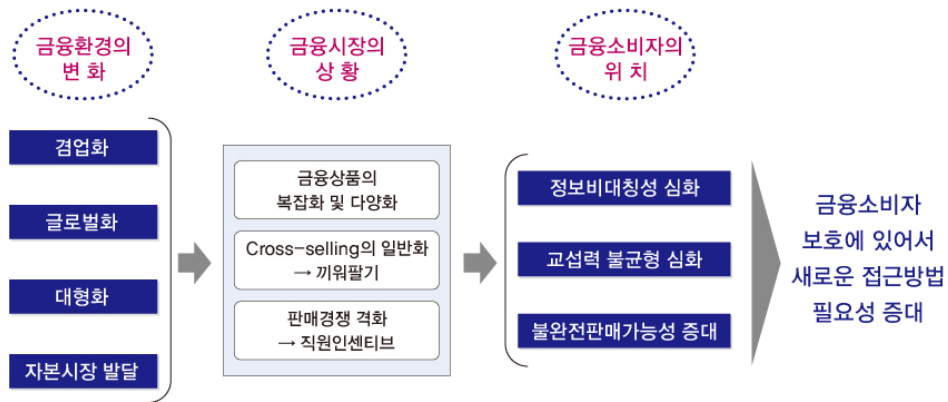 금융환경의
변 화
금융시장의
상 황
금융소비자의
위 치
겸업화
글로벌화
대형화
자본시장 발달
금융상품의
복잡화 및 다양화
Cross-selling의 일반화
→ 끼워팔기
판매경쟁 격화
→ 직원인센티브
정보비대칭성 심화
교섭력 불균형 심화
불완전판매가능성 증대
금융소비자
보호에 있어서
새로운 접근방법
필요성 증대